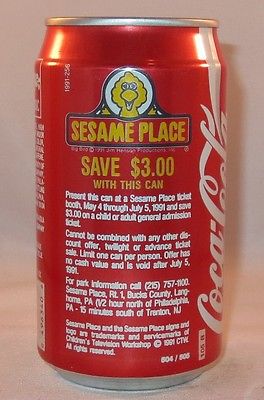 1991-256
Big Bird © 1991 Jim Henson Productions, Inc.
SESAME PLACE
SAVE $3.00
WITH THIS CAN
Present this can at a Sesame Place ticket
booth, May 4 through July 5, 1991 and save
$3.00 on a child or adult general admission
ticket.
Cannot be combined with any other dis-
count offer, twilight or advance ticket
sale. Limit one can per person. Offer has
no cash value and is void after July 5,
1991.
For park information call (215) 757-1100.
Sesame Place, Rt. 1, Bucks County, Lang-
horne, PA (1/2 hour north of Philadelphia,
PA - 15 minutes south of Trenton, NJ
Sesame Place and the Sesame Place signs and
logo are trademarks and servicemarks of
Children's Television Workshop © 1991 CTW.
All rights reserved.
604 / 605
Coca-Cola